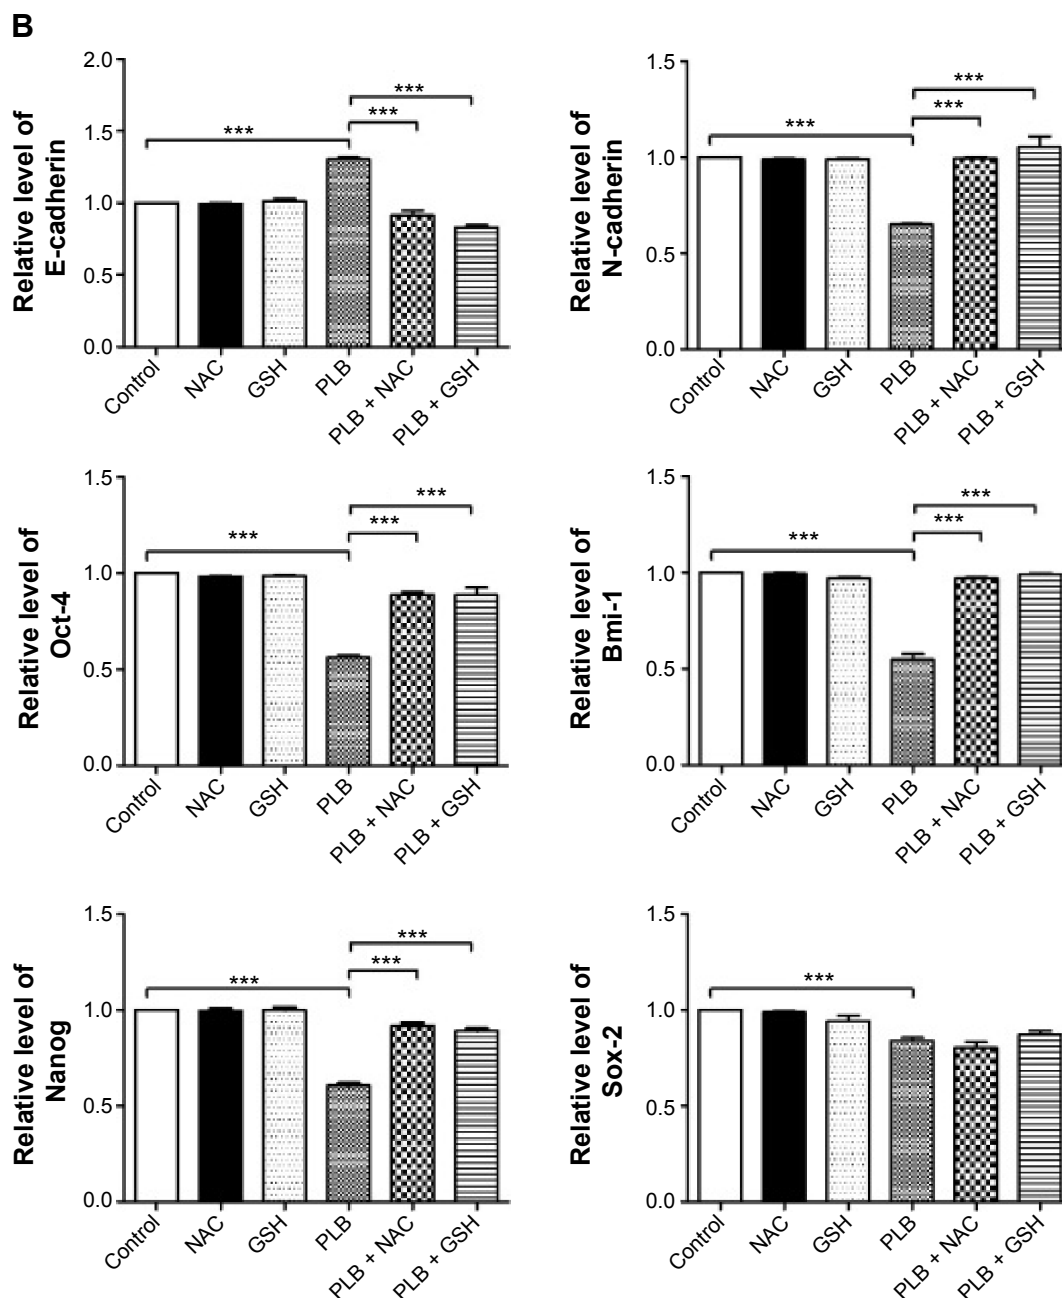 B
Relative level of
E-cadherin
2.0
1.5
1.0
0.5
0.0
***
***
***
Control
NAC
GSH
PLB
PLB + NAC
PLB + GSH
Relative level of
N-cadherin
1.5
1.0
0.5
0.0
***
***
***
Control
NAC
GSH
PLB
PLB + NAC
PLB + GSH
Relative level of
Oct-4
1.5
1.0
0.5
0.0
***
***
***
Control
NAC
GSH
PLB
PLB + NAC
PLB + GSH
Relative level of
Bmi-1
1.5
1.0
0.5
0.0
***
***
***
Control
NAC
GSH
PLB
PLB + NAC
PLB + GSH
Relative level of
Nanog
1.5
1.0
0.5
0.0
***
***
***
Control
NAC
GSH
PLB
PLB + NAC
PLB + GSH
Relative level of
Sox-2
1.5
1.0
0.5
0.0
***
Control
NAC
GSH
PLB
PLB + NAC
PLB + GSH